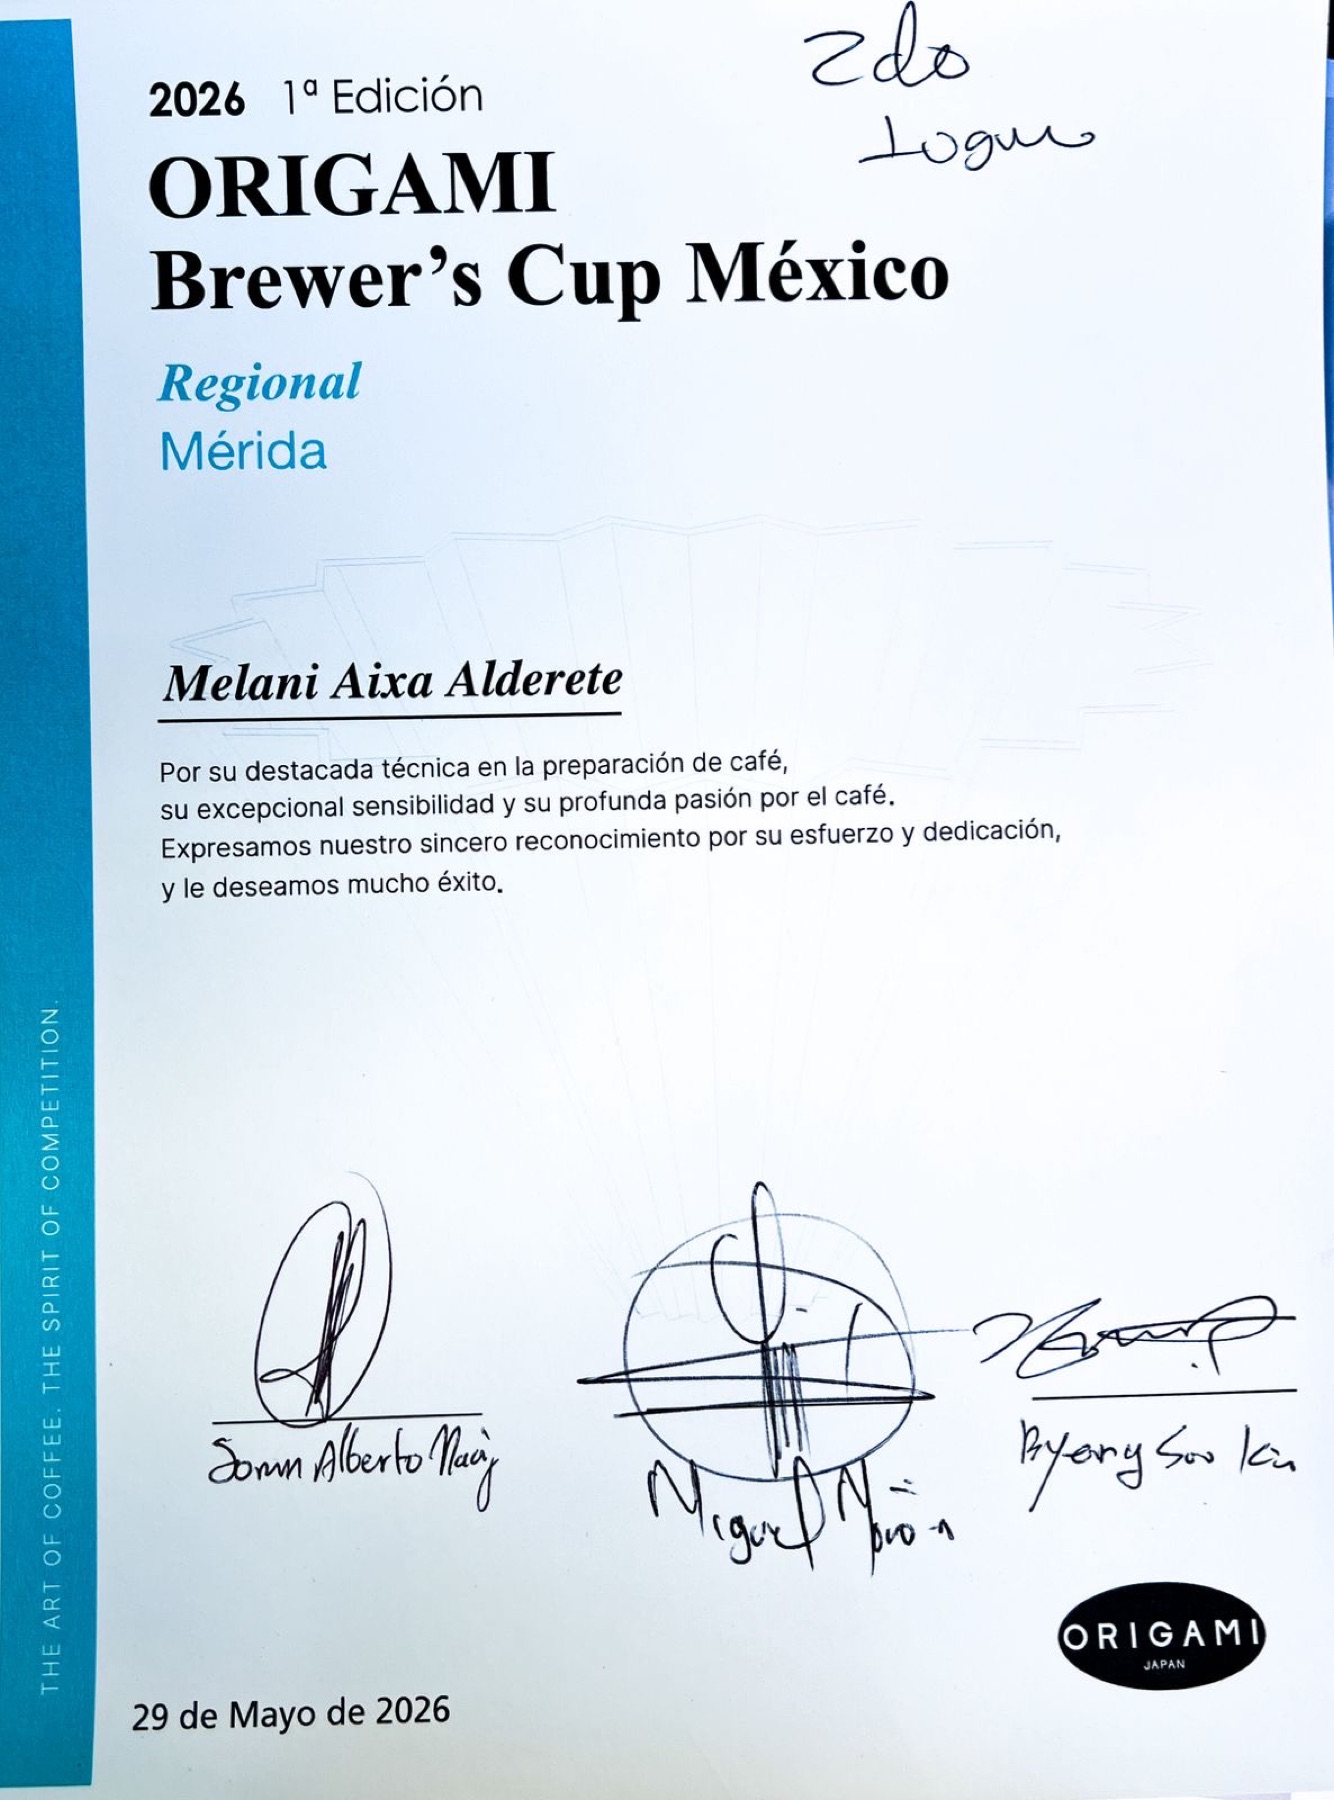 2do
Lugar
2026 1ª Edición
ORIGAMI
Brewer's Cup México
Regional
Mérida
Melani Aixa Alderete
Por su destacada técnica en la preparación de café,
su excepcional sensibilidad y su profunda pasión por el café.
Expresamos nuestro sincero reconocimiento por su esfuerzo y dedicación,
y le deseamos mucho éxito.
Alberto
Miguel
Byeong Soo Kim
ORIGAMI
JAPAN
29 de Mayo de 2026
THE ART OF COFFEE. THE SPIRIT OF COMPETITION.